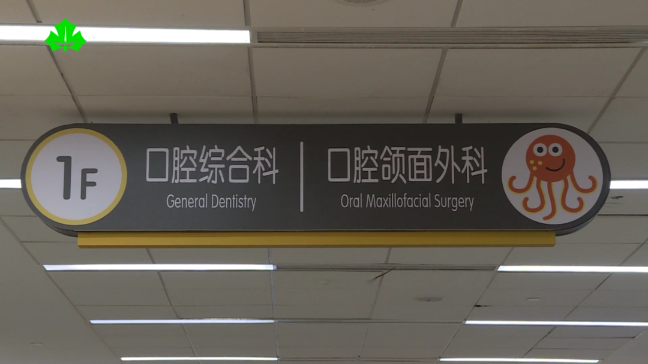 1F
口腔综合科
General Dentistry
口腔颌面外科
Oral Maxillofacial Surgery